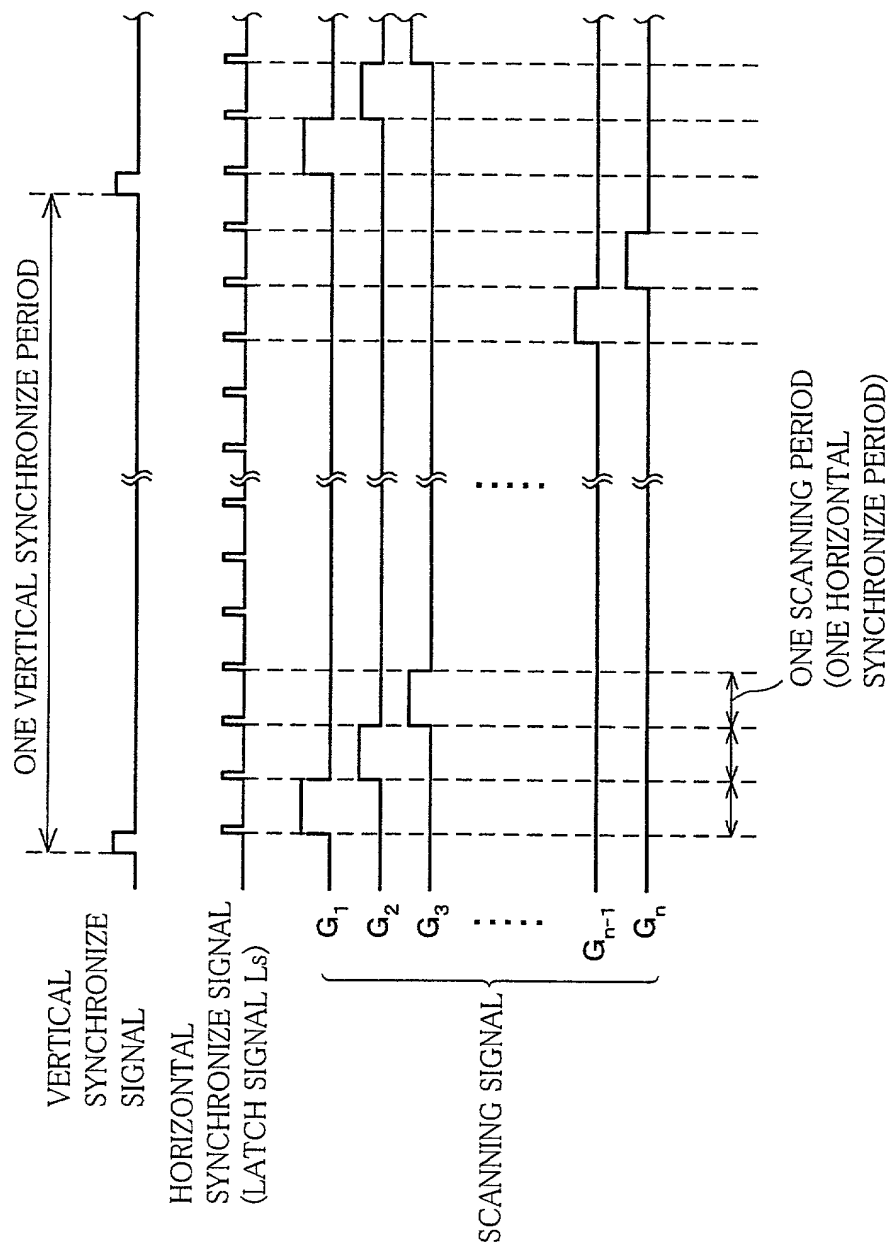 ONE VERTICAL SYNCHRONIZE PERIOD
VERTICAL
SYNCHRONIZE
SIGNAL
HORIZONTAL
SYNCHRONIZE SIGNAL
(LATCH SIGNAL Ls)
G1
G2
G3
.....
.....
Gn-1
Gn
SCANNING SIGNAL
ONE SCANNING PERIOD
(ONE HORIZONTAL
SYNCHRONIZE PERIOD)